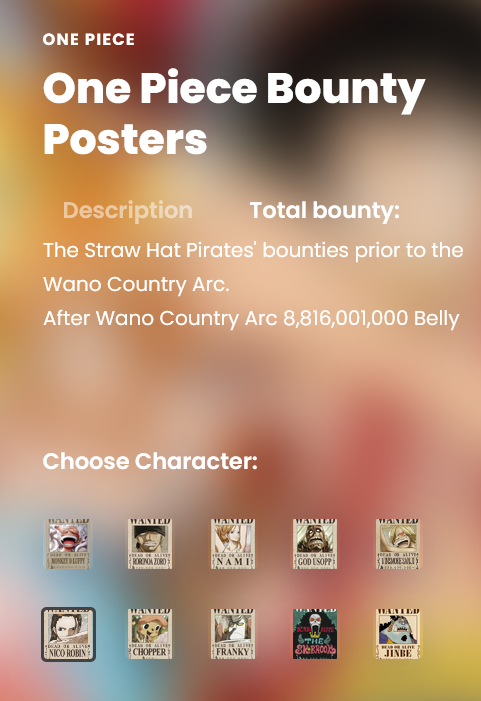 ONE PIECE
One Piece Bounty
Posters
Description Total bounty:
The Straw Hat Pirates' bounties prior to the
Wano Country Arc.
After Wano Country Arc 8,816,001,000 Belly
Choose Character:
WANTED WANTED WANTED WANTED WANTED
DEAD OR ALIVE DEAD OR ALIVE DEAD OR ALIVE DEAD OR ALIVE DEAD OR ALIVE
MONKEY D LUFFY RORONOA ZORO NAMI GOD USOPP
WANTED WANTED WANTED WANTED
DEAD OR ALIVE DEAD OR ALIVE DEAD OR ALIVE DEAD OR ALIVE DEAD OR ALIVE
NICO ROBIN CHOPPER FRANKY THE JINBE